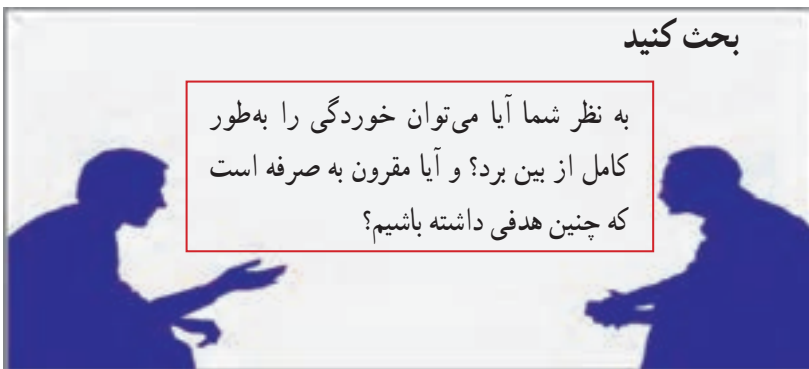 بحث کنید
به نظر شما آیا می‌توان خوردگی را به‌طور
کامل از بین برد؟ و آیا مقرون به صرفه است
که چنین هدفی داشته باشیم؟